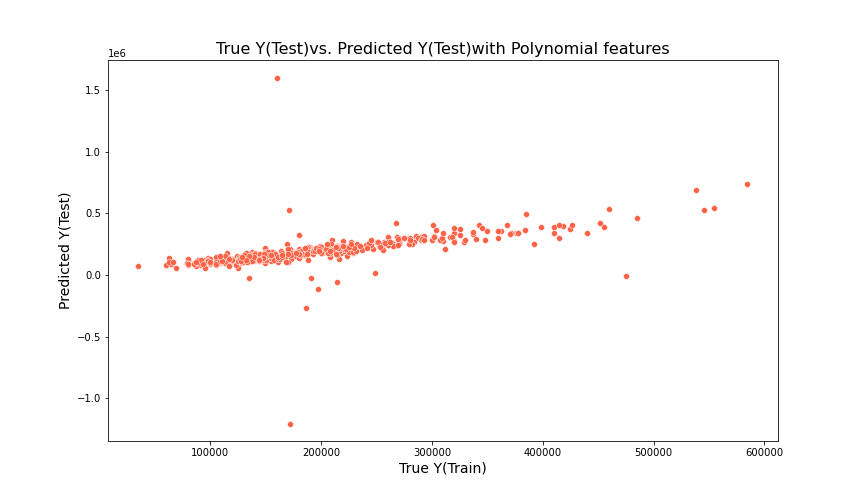 True Y(Test)vs. Predicted Y(Test)with Polynomial features
1e6
1.5
1.0
0.5
0.0
−0.5
−1.0
Predicted Y(Test)
100000 200000 300000 400000 500000 600000
True Y(Train)